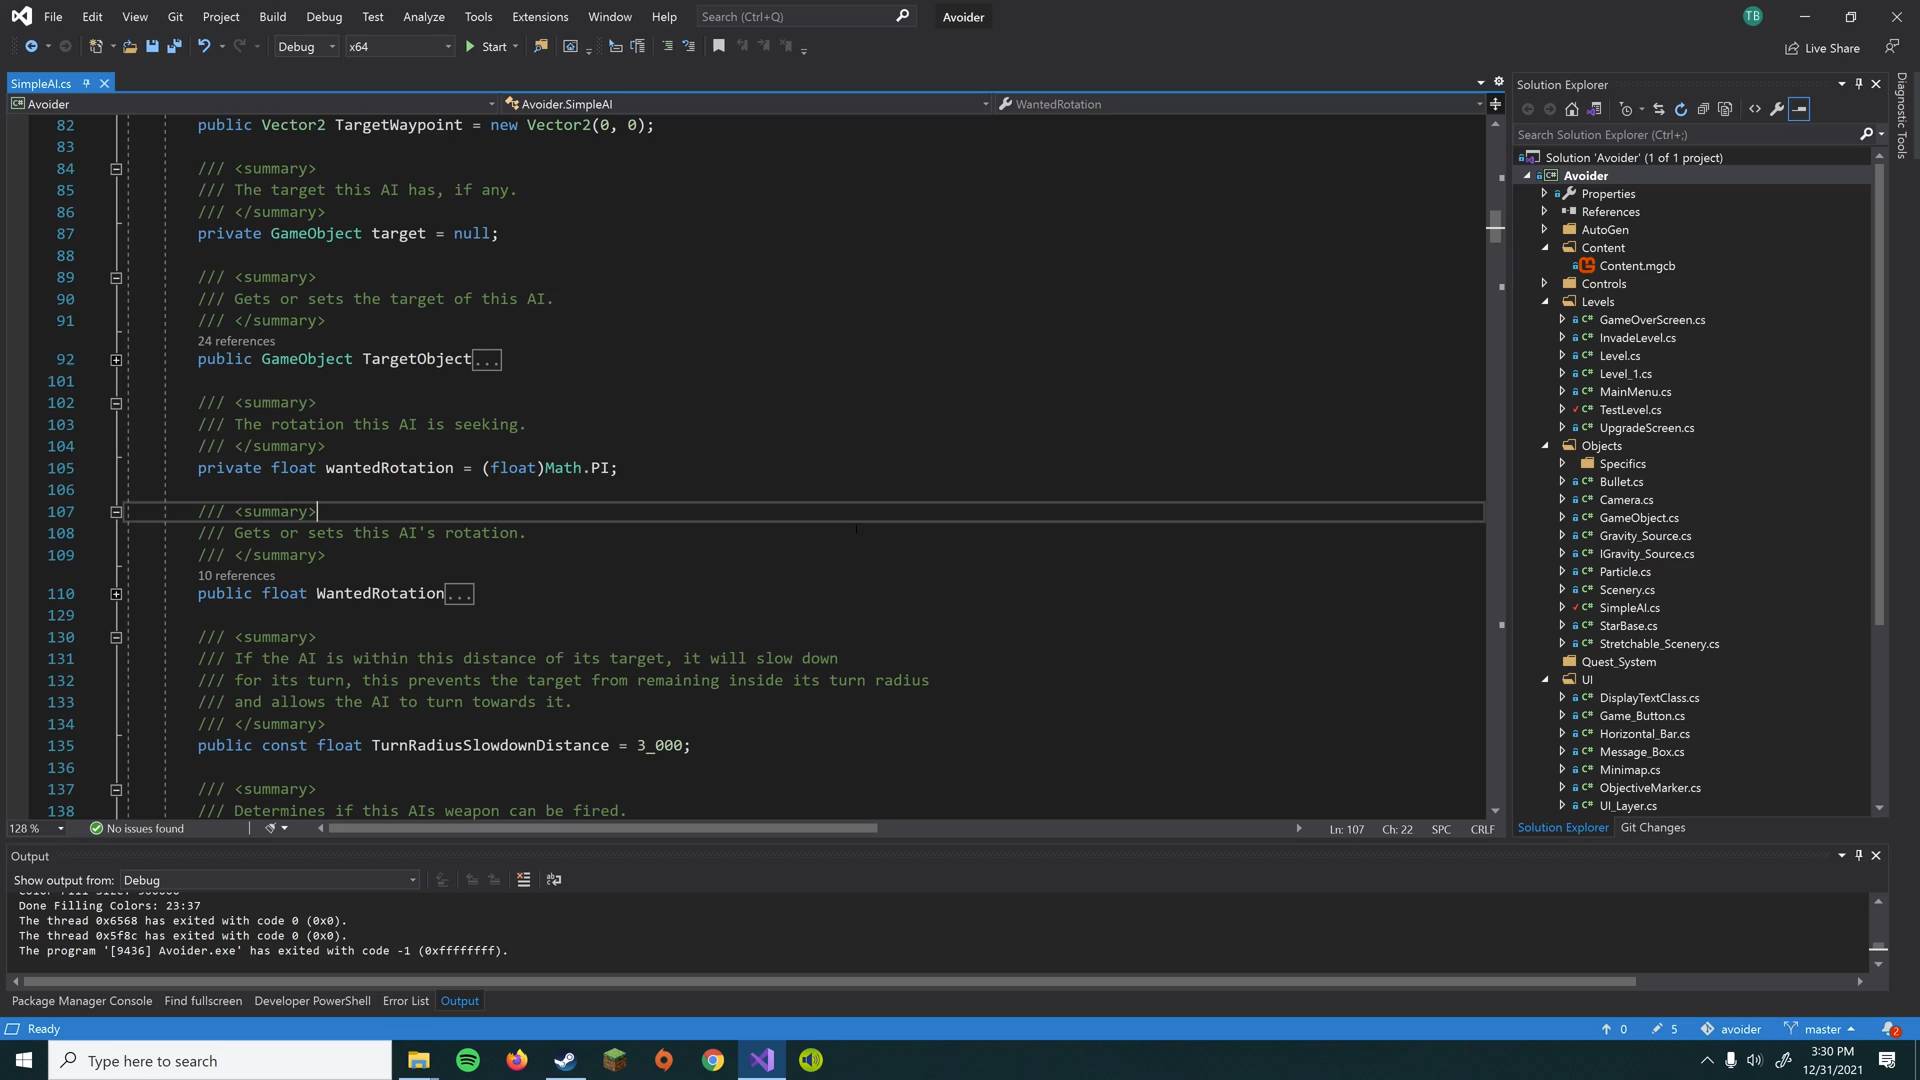 File Edit View Git Project Build Debug Test Analyze Tools Extensions Window Help Search (Ctrl+Q) Avoider TB
Debug x64 Start Live Share
SimpleAI.cs
Avoider Avoider.SimpleAI WantedRotation
82 public Vector2 TargetWaypoint = new Vector2(0, 0);
83
84 /// <summary>
85 /// The target this AI has, if any.
86 /// </summary>
87 private GameObject target = null;
88
89 /// <summary>
90 /// Gets or sets the target of this AI.
91 /// </summary>
24 references
92 public GameObject TargetObject...
101
102 /// <summary>
103 /// The rotation this AI is seeking.
104 /// </summary>
105 private float wantedRotation = (float)Math.PI;
106
107 /// <summary>
108 /// Gets or sets this AI's rotation.
109 /// </summary>
10 references
110 public float WantedRotation...
129
130 /// <summary>
131 /// If the AI is within this distance of its target, it will slow down
132 /// for its turn, this prevents the target from remaining inside its turn radius
133 /// and allows the AI to turn towards it.
134 /// </summary>
135 public const float TurnRadiusSlowdownDistance = 3_000;
136
137 /// <summary>
138 /// Determines if this AIs weapon can be fired.
128 % No issues found Ln: 107 Ch: 22 SPC CRLF
Solution Explorer
Search Solution Explorer (Ctrl+;)
Solution 'Avoider' (1 of 1 project)
Avoider
Properties
References
AutoGen
Content
Content.mgcb
Controls
Levels
C# GameOverScreen.cs
C# InvadeLevel.cs
C# Level.cs
C# Level_1.cs
C# MainMenu.cs
C# TestLevel.cs
C# UpgradeScreen.cs
Objects
Specifics
C# Bullet.cs
C# Camera.cs
C# GameObject.cs
C# Gravity_Source.cs
C# IGravity_Source.cs
C# Particle.cs
C# Scenery.cs
C# SimpleAI.cs
C# StarBase.cs
C# Stretchable_Scenery.cs
Quest_System
UI
C# DisplayTextClass.cs
C# Game_Button.cs
C# Horizontal_Bar.cs
C# Message_Box.cs
C# Minimap.cs
C# ObjectiveMarker.cs
C# UI_Layer.cs
Solution Explorer Git Changes
Diagnostic Tools
Output
Show output from: Debug
Done Filling Colors: 23:37
The thread 0x6568 has exited with code 0 (0x0).
The thread 0x5f8c has exited with code 0 (0x0).
The program '[9436] Avoider.exe' has exited with code -1 (0xffffffff).
Package Manager Console Find fullscreen Developer PowerShell Error List Output
Ready 0 5 avoider master 2
Type here to search 3:30 PM
12/31/2021